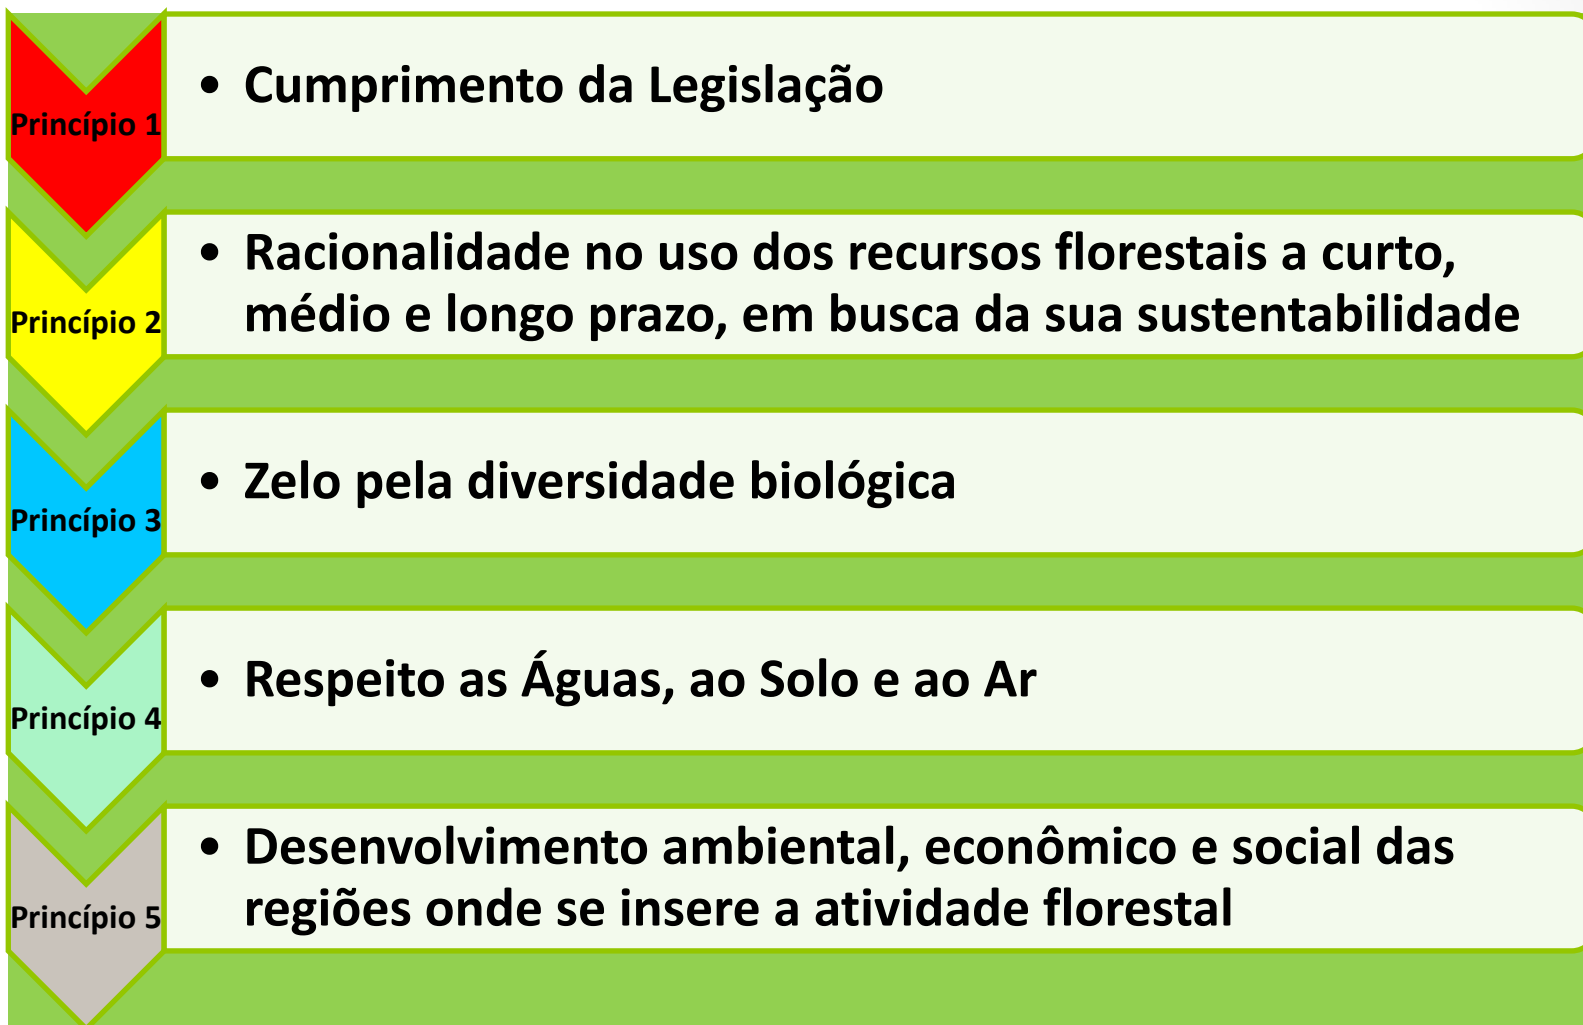 Princípio 1
• Cumprimento da Legislação
Princípio 2
• Racionalidade no uso dos recursos florestais a curto,
médio e longo prazo, em busca da sua sustentabilidade
Princípio 3
• Zelo pela diversidade biológica
Princípio 4
• Respeito as Águas, ao Solo e ao Ar
Princípio 5
• Desenvolvimento ambiental, econômico e social das
regiões onde se insere a atividade florestal